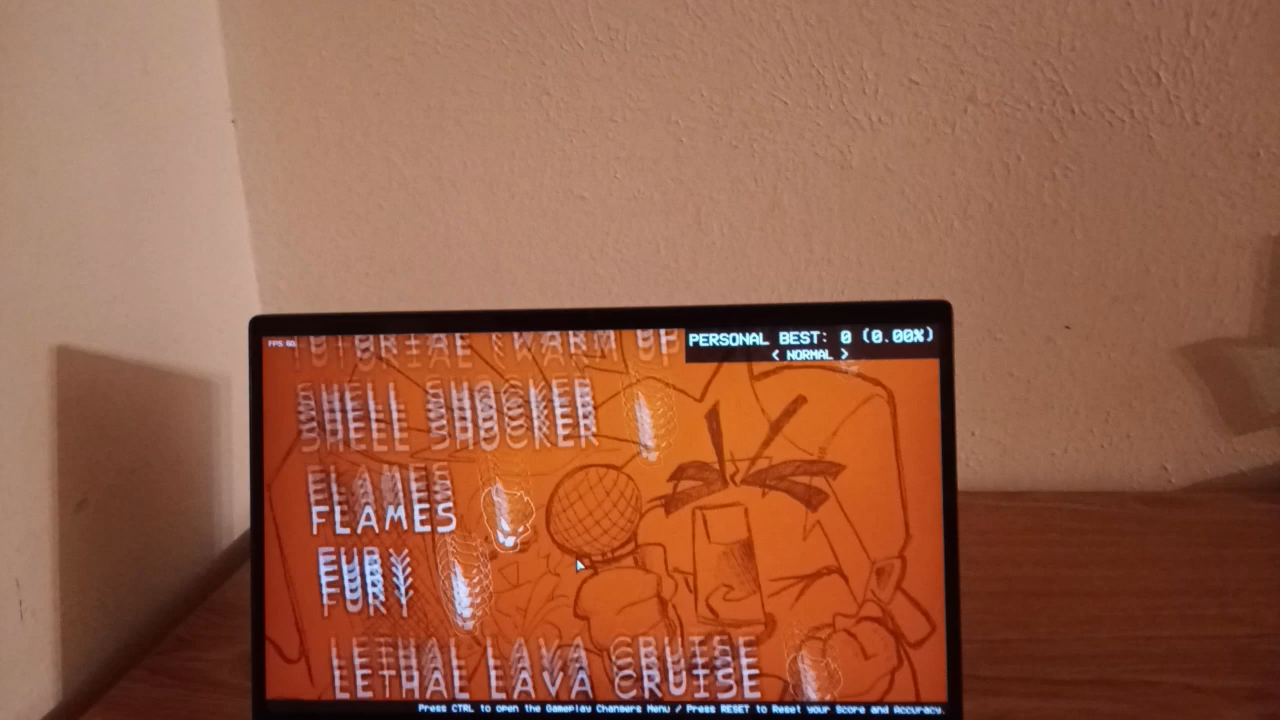 FPS: 60
PERSONAL BEST: 0 (0.00%)
< NORMAL >
TUTORIAL WARM UP
SHELL SHOCKER
FLAMES
FURY
LETHAL LAVA CRUISE
Press CTRL to open the Gameplay Changers Menu / Press RESET to Reset your Score and Accuracy.